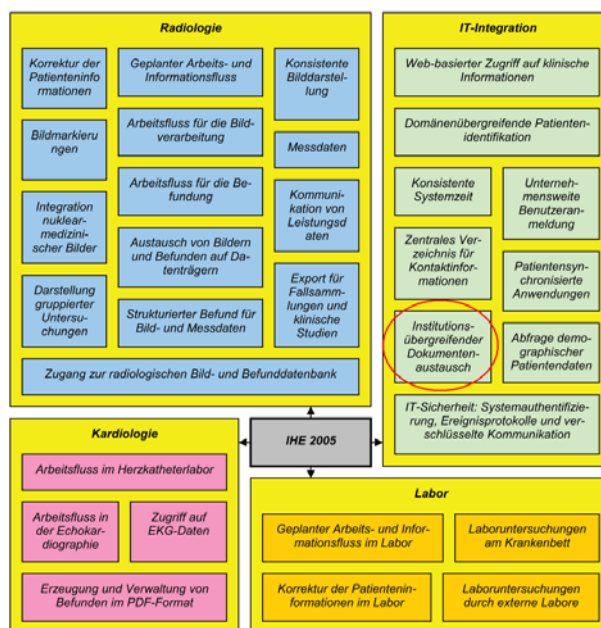 Radiologie
Korrektur der
Patienteninf
ormationen
Geplanter Arbeits- und
Informationsfluss
Konsistente
Bilddarstel-
lung
Bildmarkieru
ngen
Arbeitsfluss für die Bild-
verarbeitung
Messdaten
Integration
nuklear-
medizini-
scher Bilder
Arbeitsfluss für die Be-
fundung
Kommuni-
kation von
Leistungsd
aten
Austausch von Bildern
und Befunden auf Da-
tenträgern
Darstellung
gruppierter
Untersu-
chungen
Strukturierter Befund für
Bild- und Messdaten
Export für
Fallsamm-
lungen und
klinische
Studien
Zugang zur radiologischen Bild- und Befunddatenbank
IT-Integration
Web-basierter Zugriff auf klinische
Informationen
Domänenübergreifende Patienten-
identifikation
Konsistente
Systemzeit
Unterneh-
mensweite
Benutzeran-
meldung
Zentrales Ver-
zeichnis für
Kontaktinfor-
mationen
Patientensyn-
chronisierte
Anwendungen
Institutions-
übergreifender
Dokumenten-
austausch
Abfrage demo-
graphischer
Patientendaten
IT-Sicherheit: Systemauthentifizie-
rung, Ereignisprotokolle und ver-
schlüsselte Kommunikation
IHE 2005
Kardiologie
Arbeitsfluss im Herzkatheterlabor
Arbeitsfluss in
der Echokar-
diographie
Zugriff auf
EKG-Daten
Erzeugung und Verwaltung von
Befunden im PDF-Format
Labor
Geplanter Arbeits- und Infor-
mationsfluss im Labor
Laboruntersuchungen
am Krankenbett
Korrektur der Patientenin-
formationen im Labor
Laboruntersuchungen
durch externe Labore